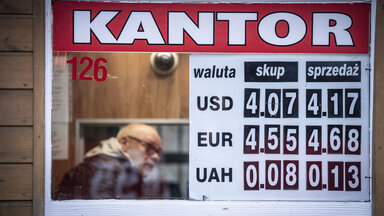 KANTOR
126
waluta skup sprzedaż
USD 4.07 4.17
EUR 4.55 4.68
UAH 0.08 0.13